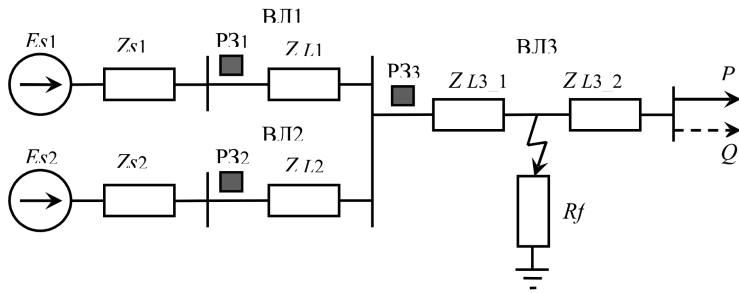 ВЛ1
Es1 Zs1 РЗ1 Z L1
РЗ3 ВЛ3
Z L3_1 Z L3_2 P
ВЛ2
Es2 Zs2 РЗ2 Z L2
Q
Rf